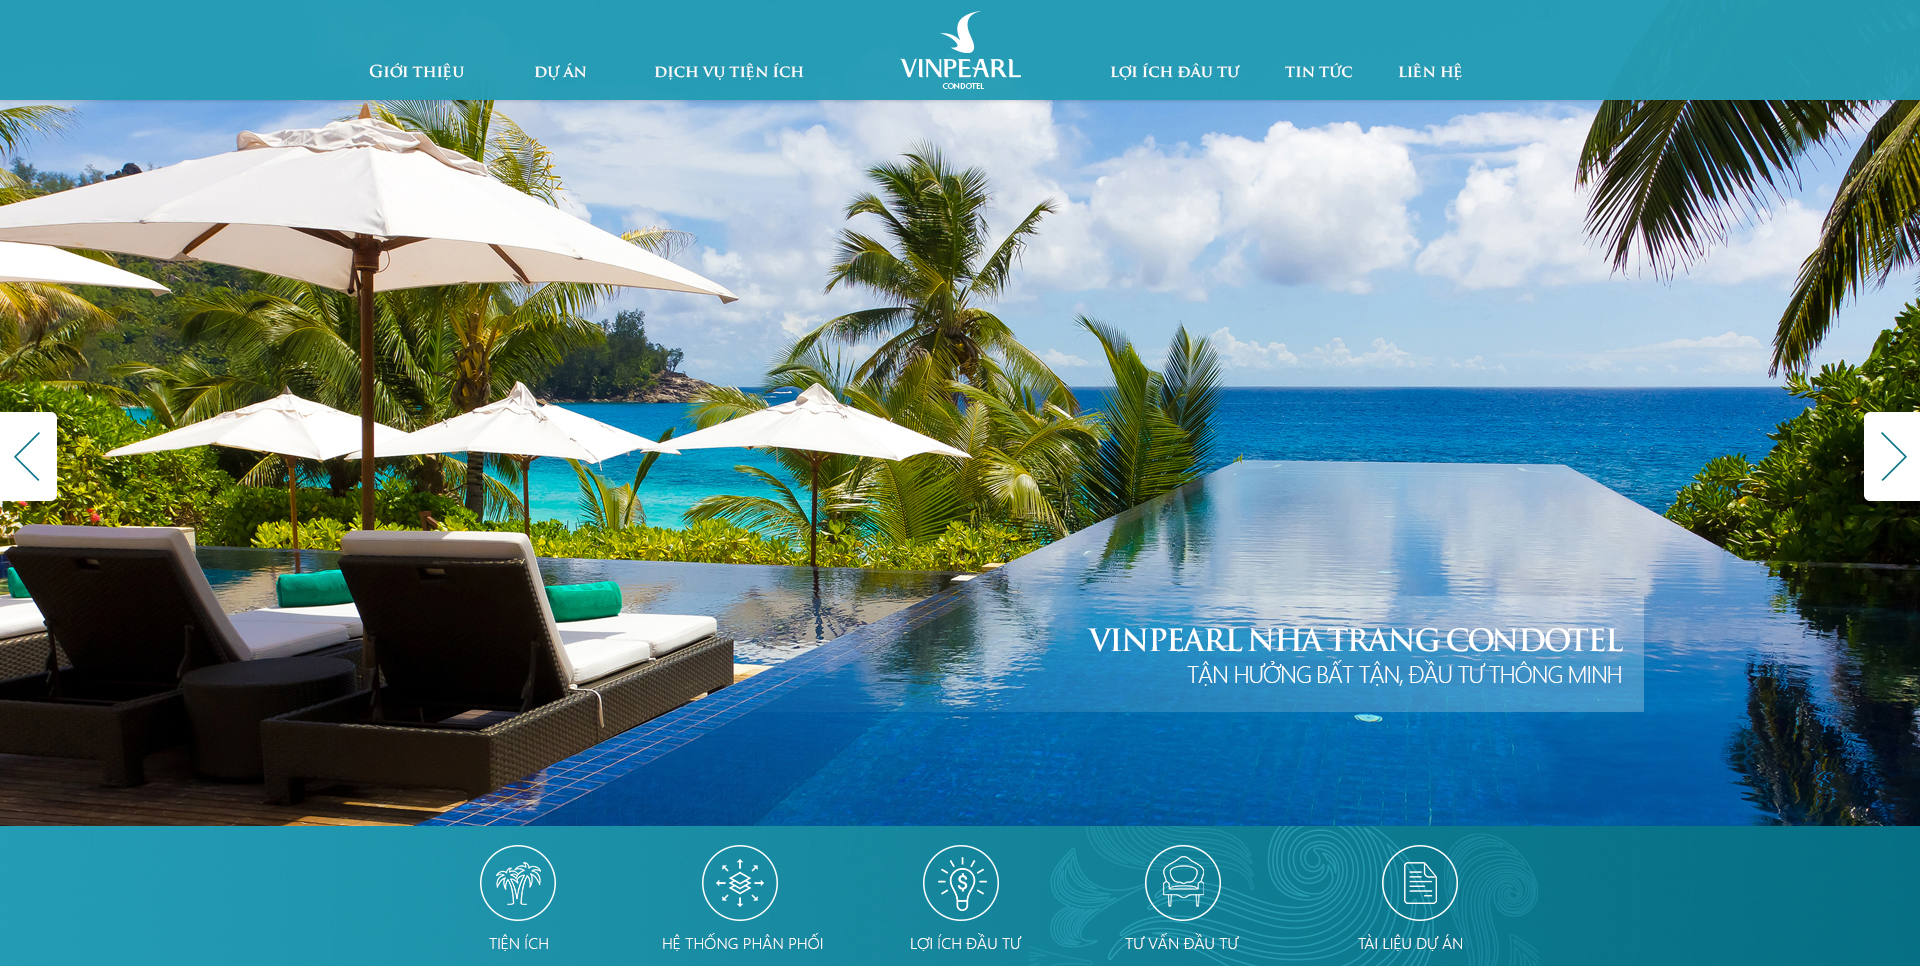 GIỚI THIỆU
DỰ ÁN
DỊCH VỤ TIỆN ÍCH
VINPEARL
CONDOTEL
LỢI ÍCH ĐẦU TƯ
TIN TỨC
LIÊN HỆ
VINPEARL NHA TRANG CONDOTEL
TẬN HƯỞNG BẤT TẬN, ĐẦU TƯ THÔNG MINH
TIỆN ÍCH
HỆ THỐNG PHÂN PHỐI
LỢI ÍCH ĐẦU TƯ
TƯ VẤN ĐẦU TƯ
TÀI LIỆU DỰ ÁN